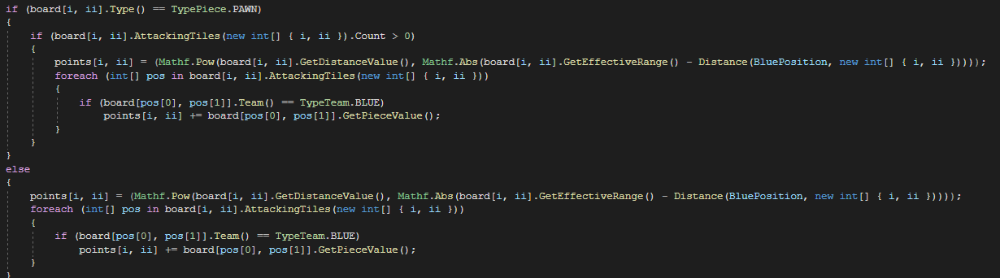 if (board[i, ii].Type() == TypePiece.PAWN)
{
if (board[i, ii].AttackingTiles(new int[] { i, ii }).Count > 0)
{
points[i, ii] = (Mathf.Pow(board[i, ii].GetDistanceValue(), Mathf.Abs(board[i, ii].GetEffectiveRange() - Distance(BluePosition, new int[] { i, ii }))));
foreach (int[] pos in board[i, ii].AttackingTiles(new int[] { i, ii }))
{
if (board[pos[0], pos[1]].Team() == TypeTeam.BLUE)
points[i, ii] += board[pos[0], pos[1]].GetPieceValue();
}
}
}
else
{
points[i, ii] = (Mathf.Pow(board[i, ii].GetDistanceValue(), Mathf.Abs(board[i, ii].GetEffectiveRange() - Distance(BluePosition, new int[] { i, ii }))));
foreach (int[] pos in board[i, ii].AttackingTiles(new int[] { i, ii }))
{
if (board[pos[0], pos[1]].Team() == TypeTeam.BLUE)
points[i, ii] += board[pos[0], pos[1]].GetPieceValue();
}
}